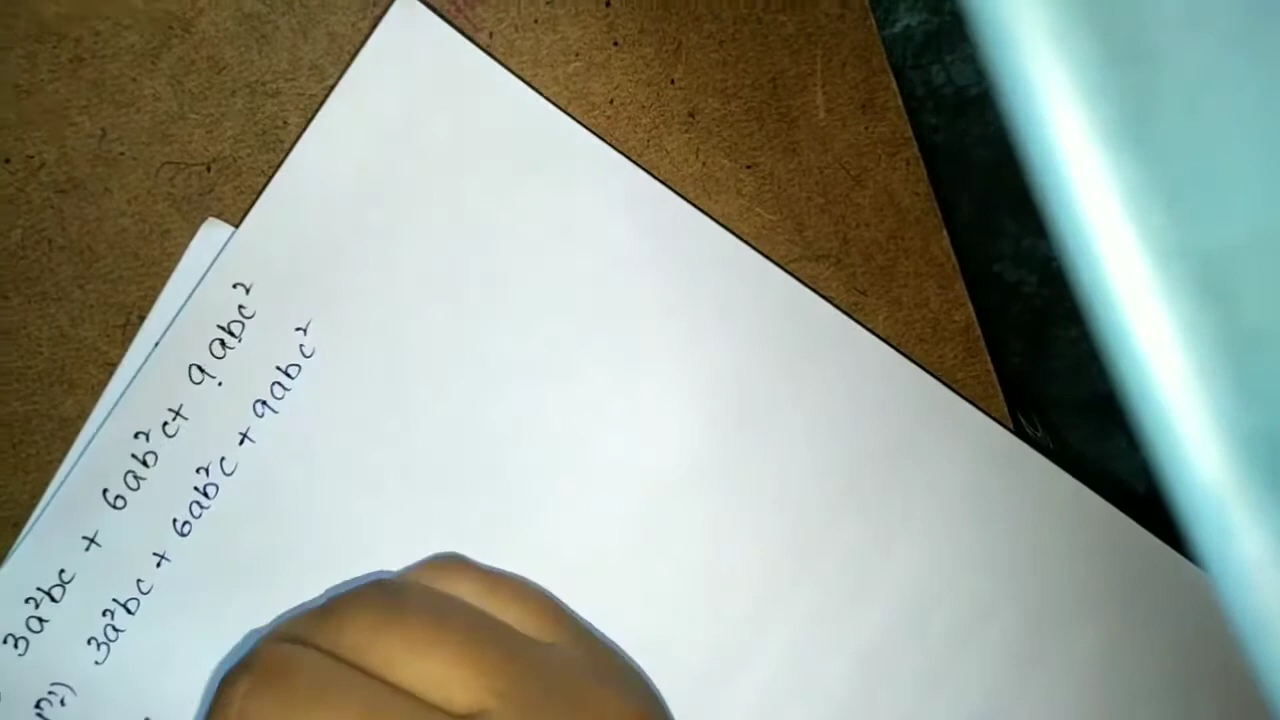 3a²bc + 6ab²c + 9abc²
3a²bc + 6ab²c + 9abc²